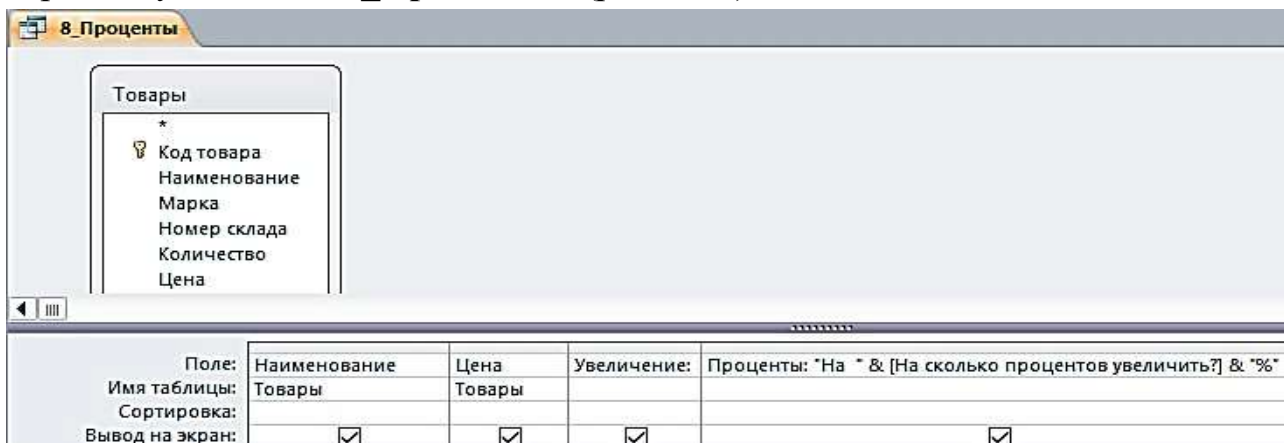 8_Проценты
Товары
*
Код товара
Наименование
Марка
Номер склада
Количество
Цена
Поле: Наименование Цена Увеличение: Проценты: "На " & [На сколько процентов увеличить?] & "%"
Имя таблицы: Товары Товары
Сортировка:
Вывод на экран: